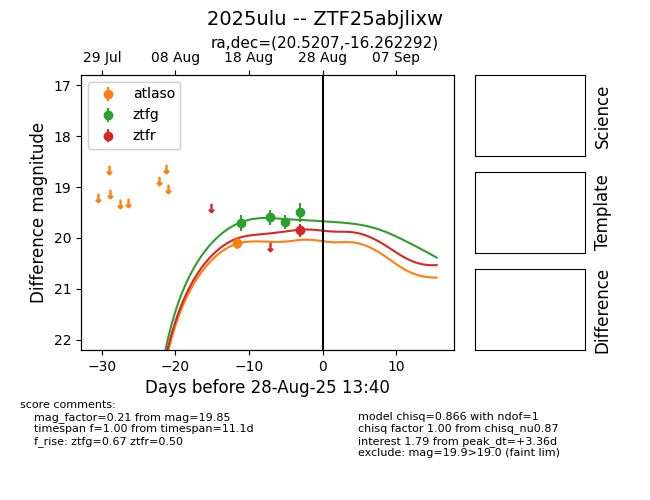 2025ulu -- ZTF25abjlixw
ra,dec=(20.5207,-16.262292)
29 Jul 08 Aug 18 Aug 28 Aug 07 Sep
17
18
19
20
21
22
Difference magnitude
atlaso
ztfg
ztfr
−30 −20 −10 0 10
Days before 28-Aug-25 13:40
Science
Template
Difference
score comments:
mag_factor=0.21 from mag=19.85
timespan f=1.00 from timespan=11.1d
f_rise: ztfg=0.67 ztfr=0.50
model chisq=0.866 with ndof=1
chisq factor 1.00 from chisq_nu0.87
interest 1.79 from peak_dt=+3.36d
exclude: mag=19.9>19.0 (faint lim)